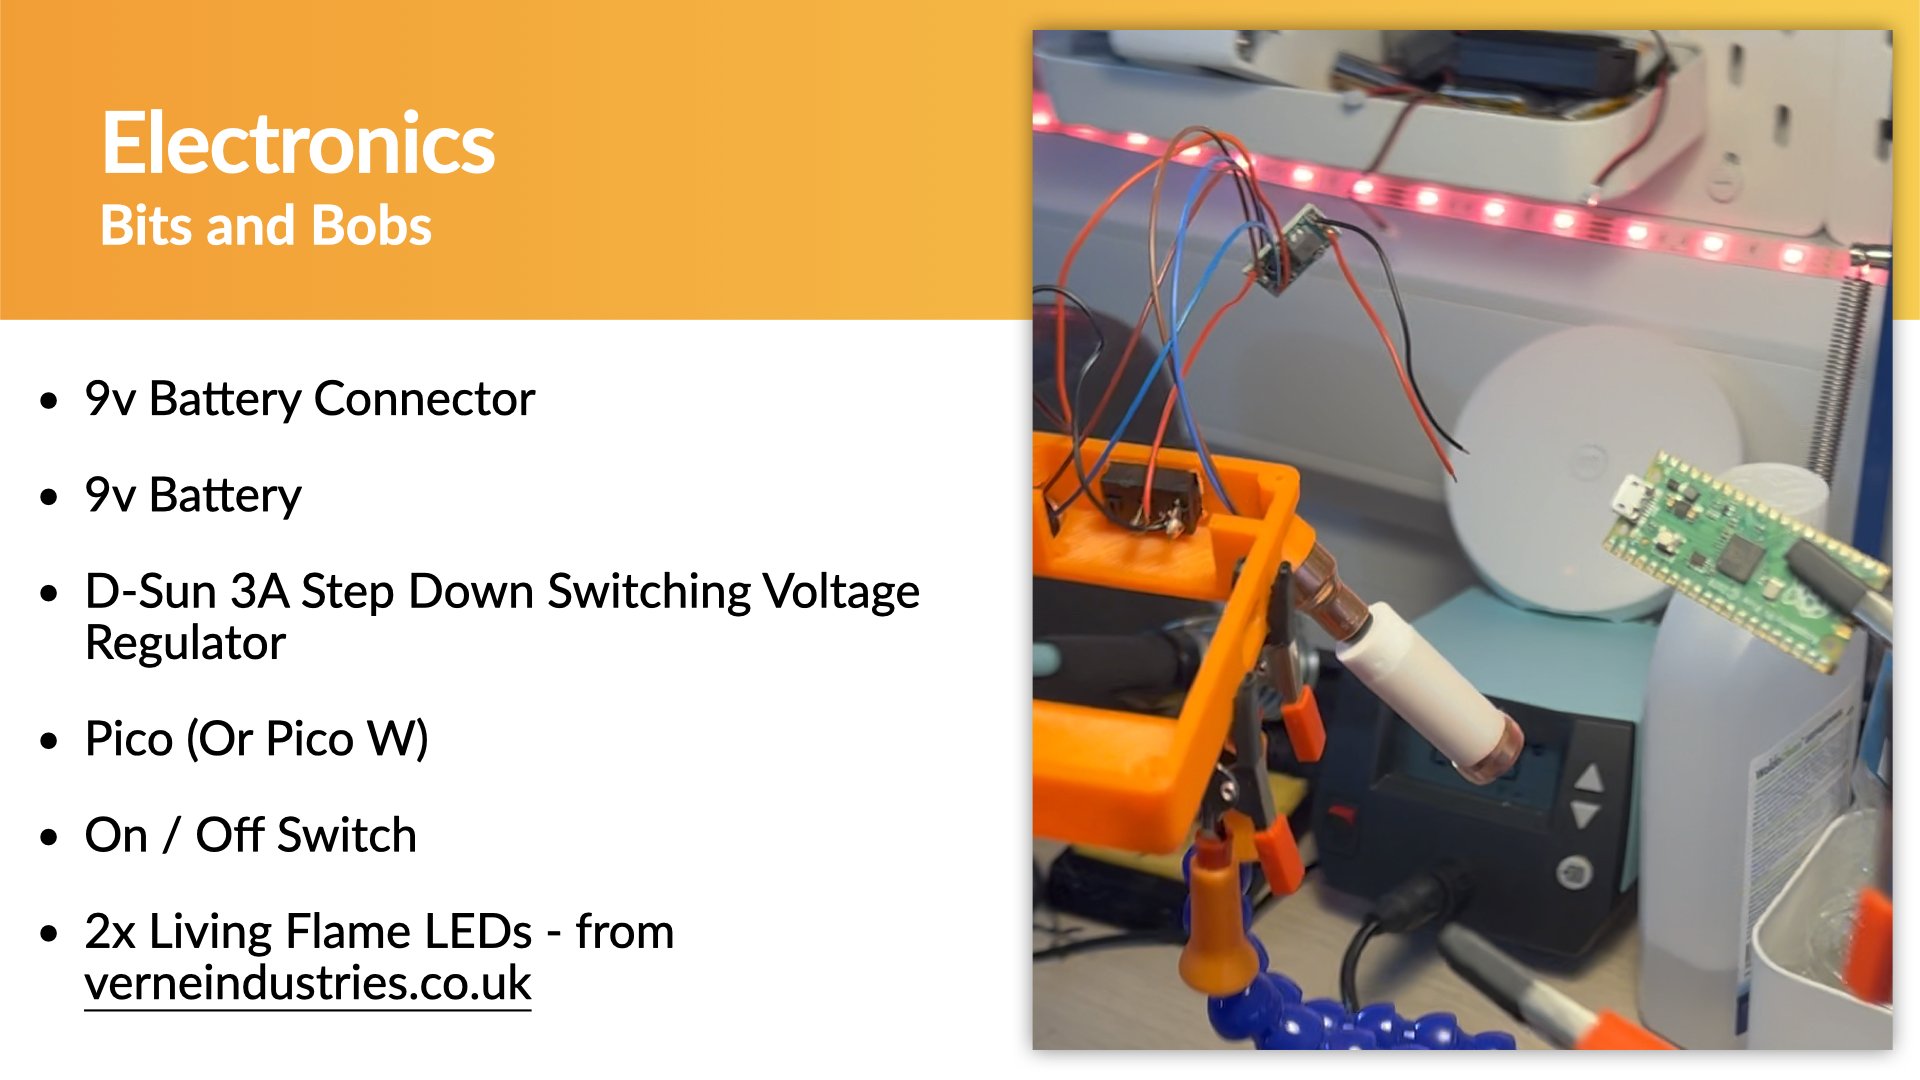 Electronics
Bits and Bobs
• 9v Battery Connector
• 9v Battery
• D-Sun 3A Step Down Switching Voltage
Regulator
• Pico (Or Pico W)
• On / Off Switch
• 2x Living Flame LEDs - from
verneindustries.co.uk